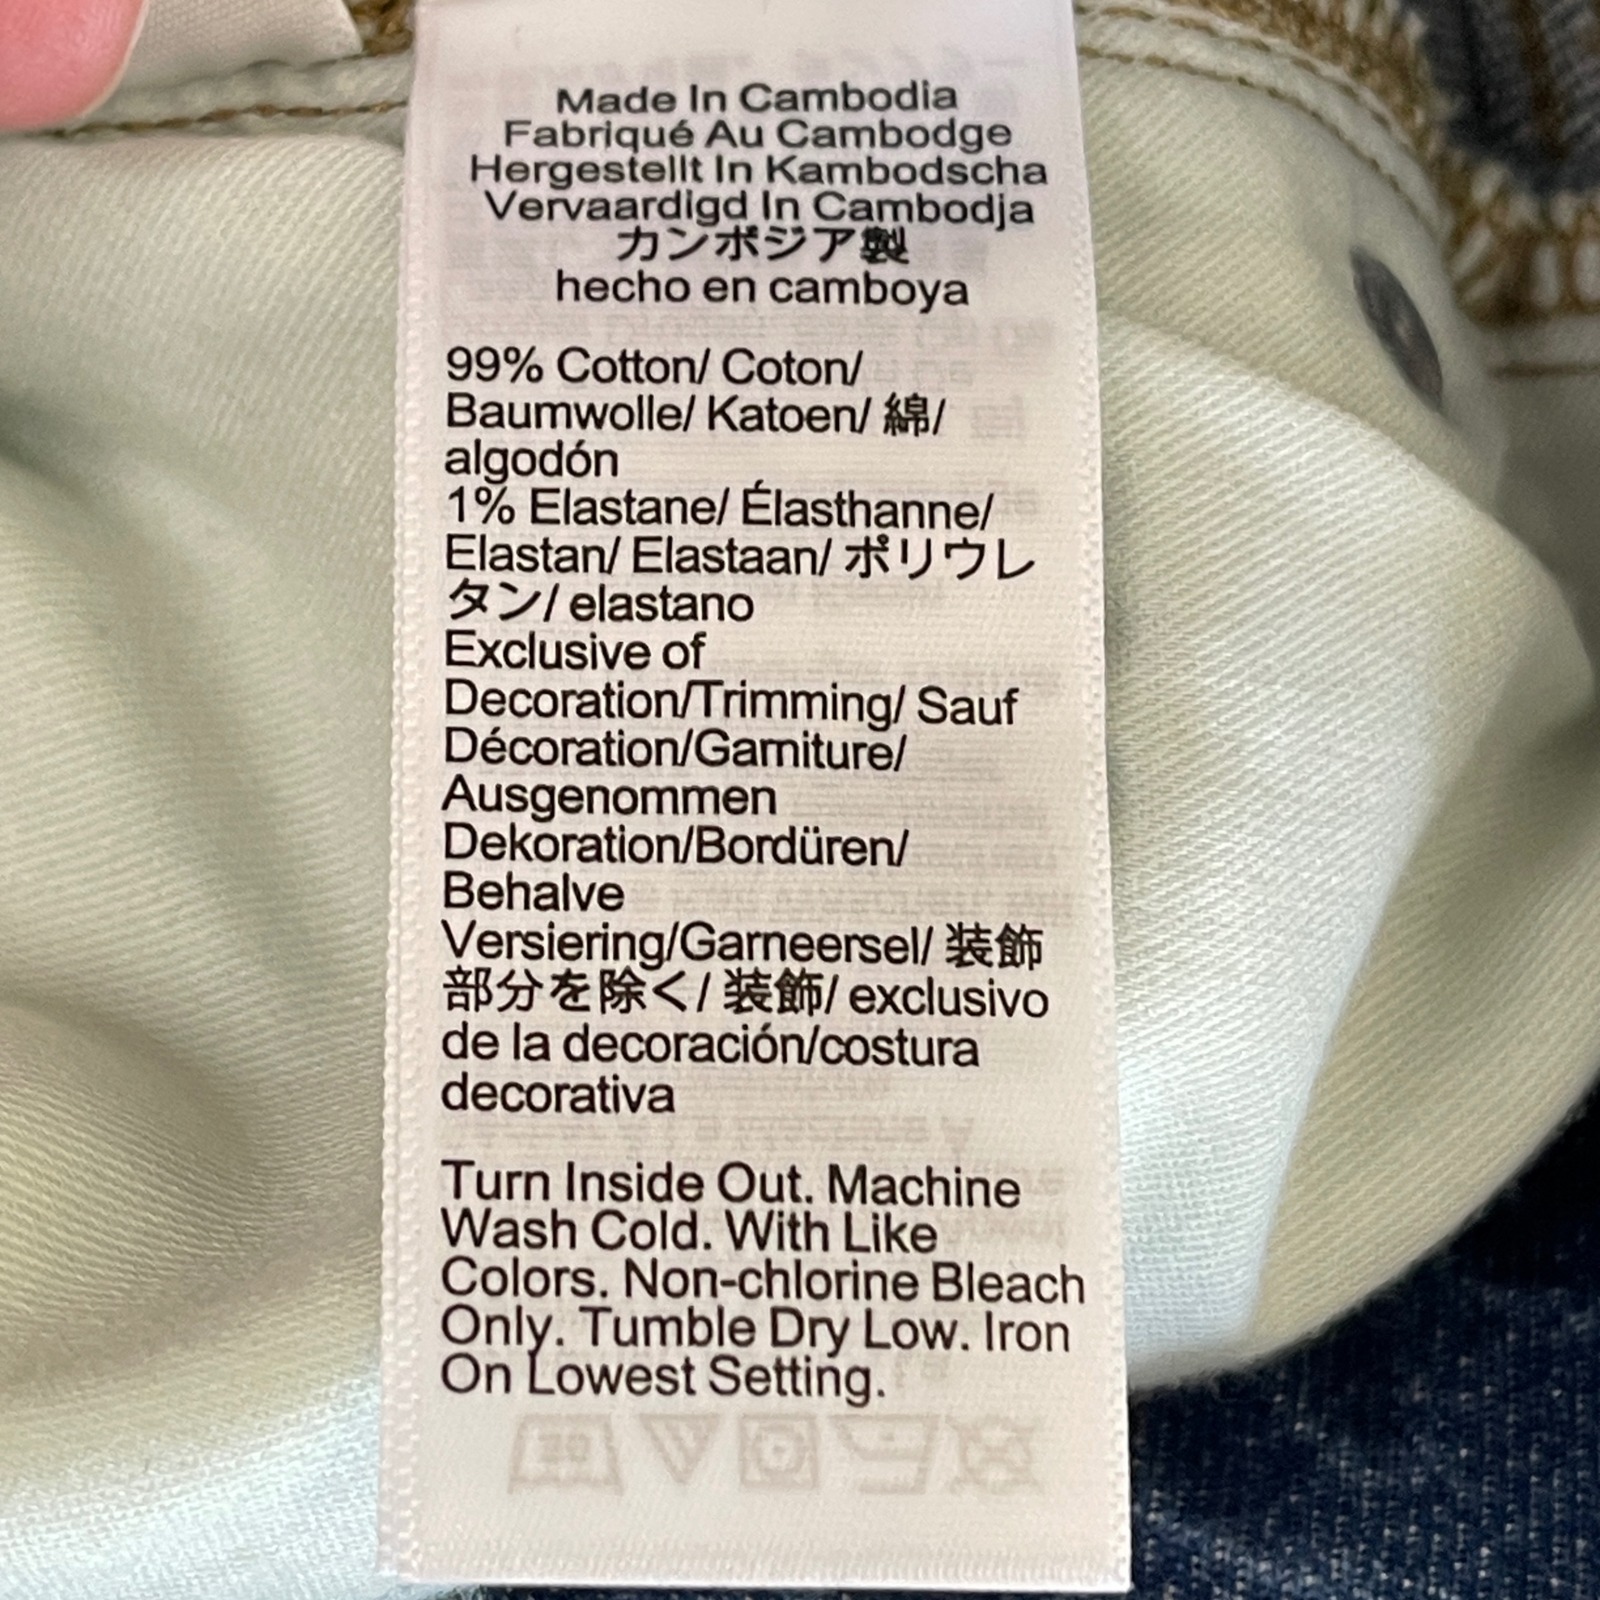 Made In Cambodia
Fabriqué Au Cambodge
Hergestellt In Kambodscha
Vervaardigd In Cambodja
カンボジア製
hecho en camboya
99% Cotton/ Coton/
Baumwolle/ Katoen/ 綿/
algodón
1% Elastane/ Élasthanne/
Elastan/ Elastaan/ ポリウレ
タン/ elastano
Exclusive of
Decoration/Trimming/ Sauf
Décoration/Garniture/
Ausgenommen
Dekoration/Bordüren/
Behalve
Versiering/Garneersel/ 装飾
部分を除く/ 装飾/ exclusivo
de la decoración/costura
decorativa
Turn Inside Out. Machine
Wash Cold. With Like
Colors. Non-chlorine Bleach
Only. Tumble Dry Low. Iron
On Lowest Setting.